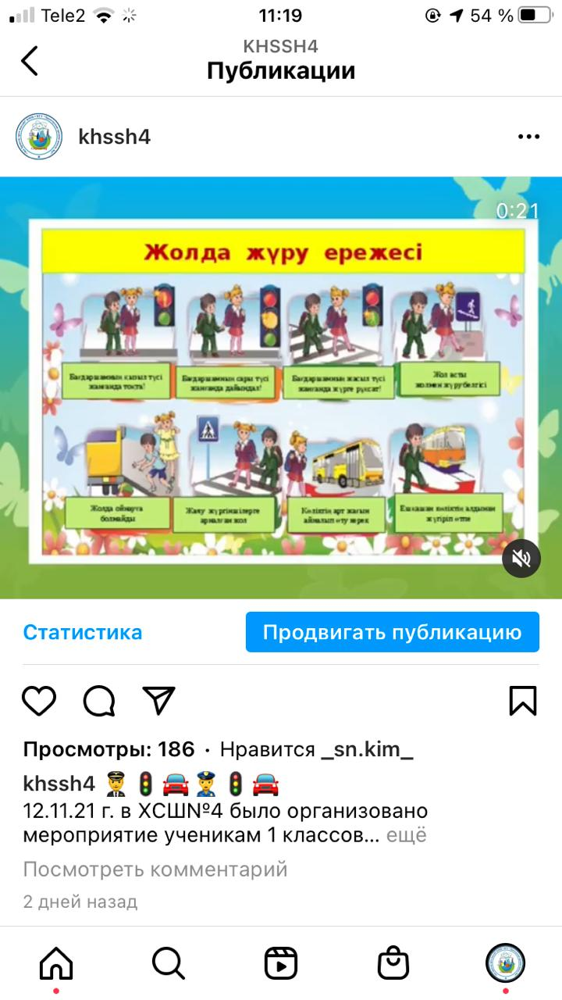 Tele2
11:19
54 %
KHSSH4
Публикации
khssh4
0:21
Жолда жүру ережесі
Бағдаршамның қызыл түсі
жанғанда тоқта!
Бағдаршамның сары түсі
жанғанда дайындал!
Бағдаршамның жасыл түсі
жанғанда жүрге рұқсат!
Жол асты
жолмен жүру белгісі
Жолда ойнауға
болмайды
Жаяу жүргіншілерге
арналған жол
Көліктің арт жағын
айналып өту керек
Ешқашан көліктің алдынан
жүгіріп өтпе
Статистика
Продвигать публикацию
Просмотры: 186 · Нравится _sn.kim_
khssh4
12.11.21 г. в ХСШ№4 было организовано
мероприятие ученикам 1 классов... ещё
Посмотреть комментарий
2 дней назад